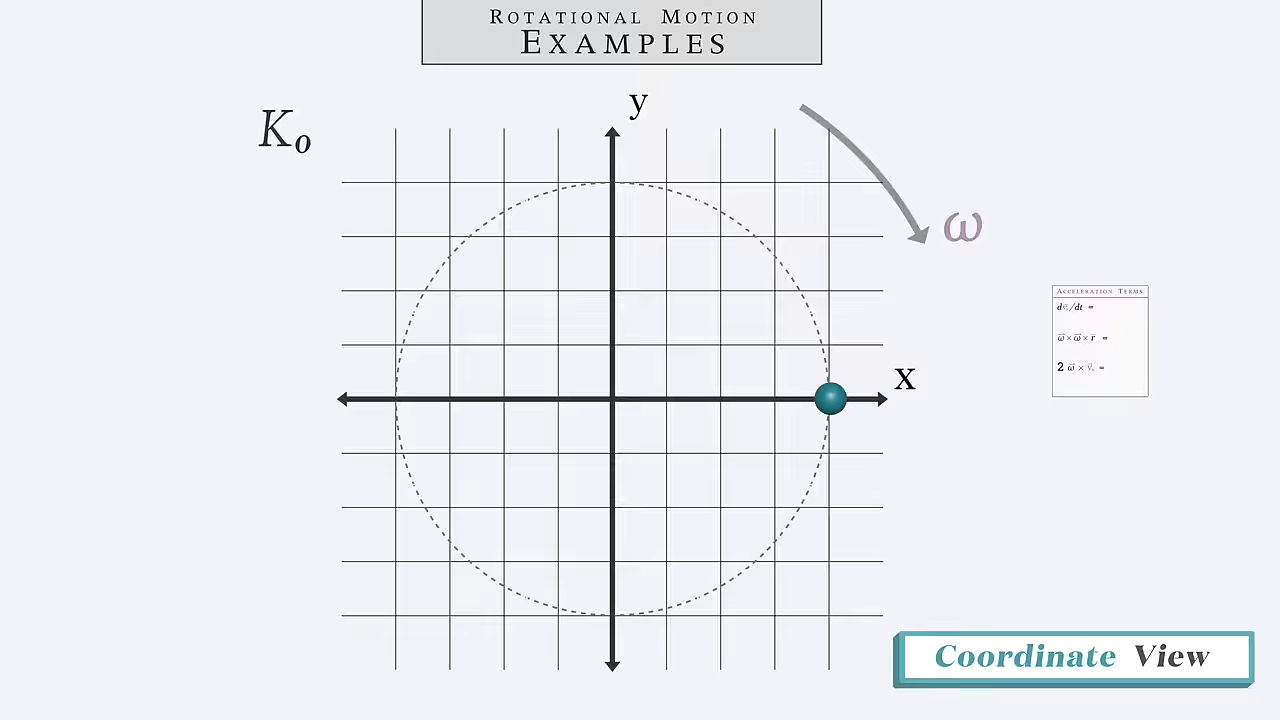 Rotational Motion
Examples
y
K₀
ω
x
Acceleration Terms
dv⃗ᵣ/dt =
ω⃗ × ω⃗ × r⃗ =
2 ω⃗ × v⃗ᵣ =
Coordinate View